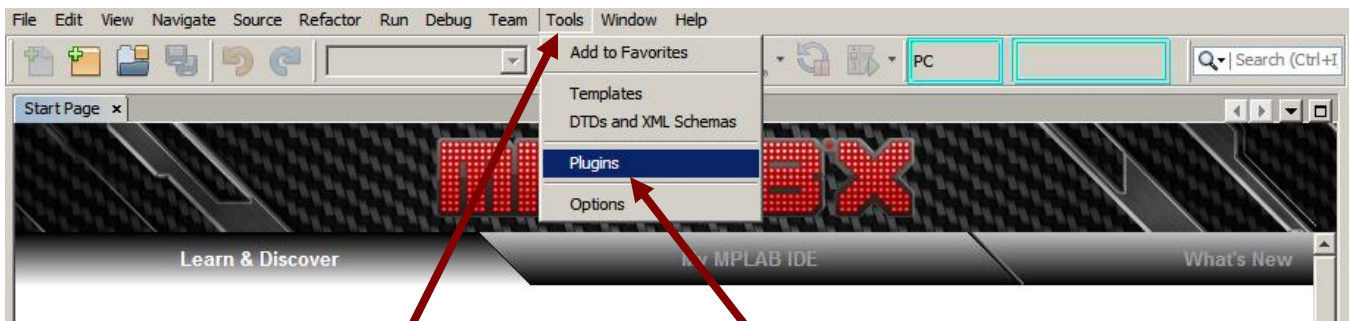 File Edit View Navigate Source Refactor Run Debug Team Tools Window Help
Add to Favorites
PC
Search (Ctrl+I
Templates
Start Page
DTDs and XML Schemas
Plugins
Options
Learn & Discover
My MPLAB IDE
What's New